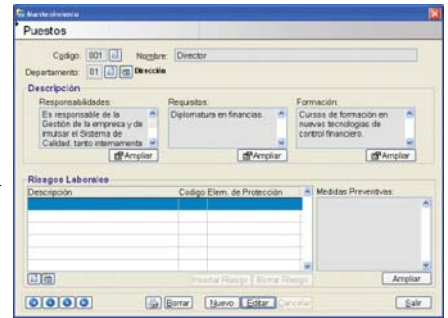 Mantenimiento
Puestos
Codigo: 001 Nombre: Director
Departamento: 01 Dirección
Descripción
Responsabilidades: Requisitos: Formación:
Es responsable de la Diplomatura en financias. Cursos de formación en
Gestión de la empresa y de nuevas tecnologías de
imulsar el Sistema de control financiero.
Calidad. tanto internamente
Ampliar Ampliar Ampliar
Riesgos Laborales
Descripción Codigo Elem. de Protección Medidas Preventivas:
Insertar Riesgo Borrar Riesgo Ampliar
Borrar Nuevo Editar Cancelar Salir